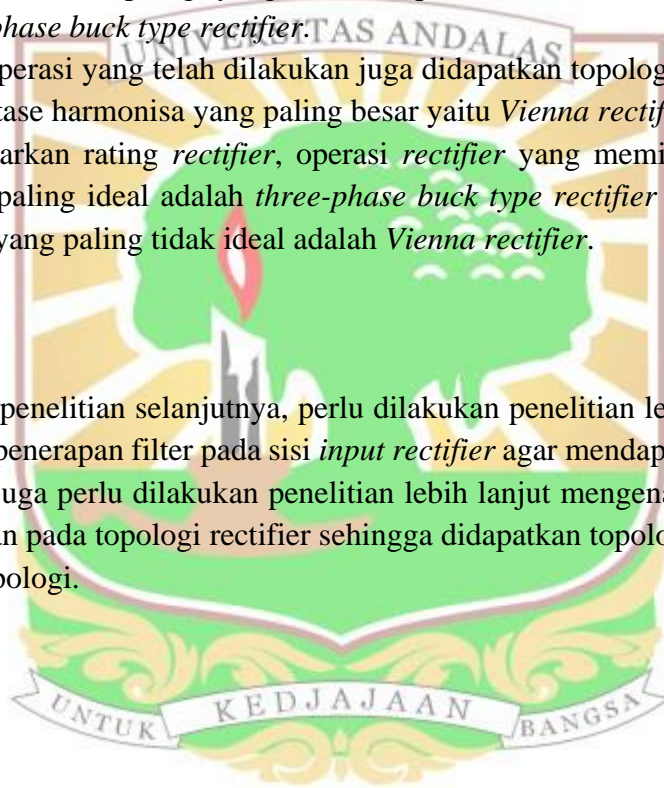 phase buck type rectifier.
UNIVERSITAS ANDALAS
perasi yang telah dilakukan juga didapatkan topolog
tase harmonisa yang paling besar yaitu Vienna rectif
arkan rating rectifier, operasi rectifier yang memi
paling ideal adalah three-phase buck type rectifier
yang paling tidak ideal adalah Vienna rectifier.
penelitian selanjutnya, perlu dilakukan penelitian le
penerapan filter pada sisi input rectifier agar mendap
uga perlu dilakukan penelitian lebih lanjut mengena
n pada topologi rectifier sehingga didapatkan topolo
pologi.
UNTUK KEDJAJAAN BANGSA